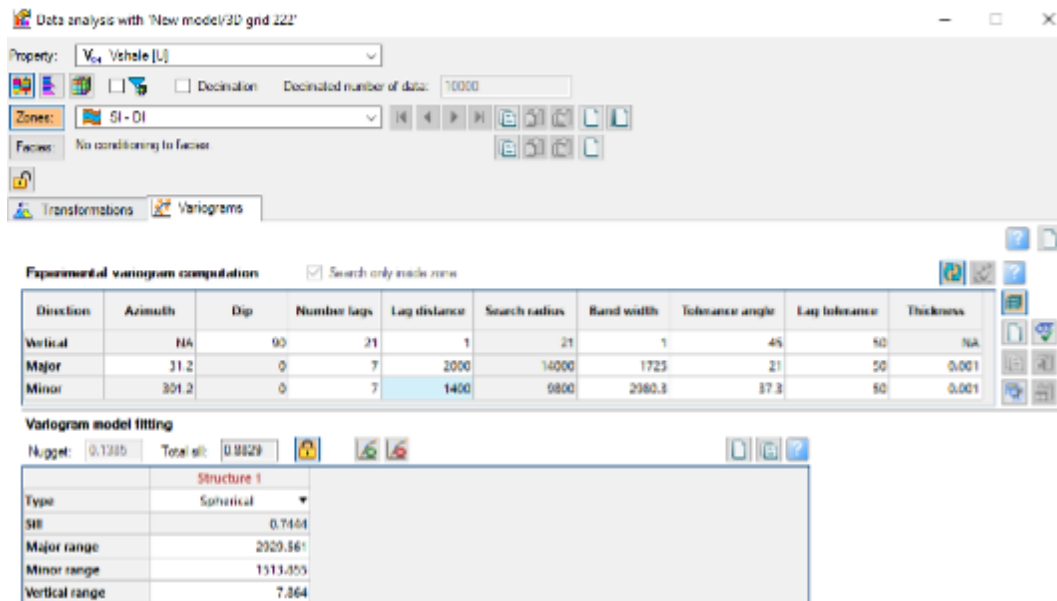 Data analysis with 'New model/3D grid 222'
Property: Vshale [U]
Decimation Decimated number of data: 10000
Zones: SI - DI
Facies: No conditioning to facies
Transformations Variograms
Experimental variogram computation Search only inside zone
Direction Azimuth Dip Number lags Lag distance Search radius Band width Tolerance angle Lag tolerance Thickness
Vertical NA 90 21 1 21 1 45 50 NA
Major 31.2 0 7 2000 14000 1725 21 50 0.001
Minor 301.2 0 7 1400 9800 2980.8 37.3 50 0.001
Variogram model fitting
Nugget: 0.1385 Total sill: 0.8829
Structure 1
Type Spherical
Sill 0.7444
Major range
Minor range
Vertical range 7.864